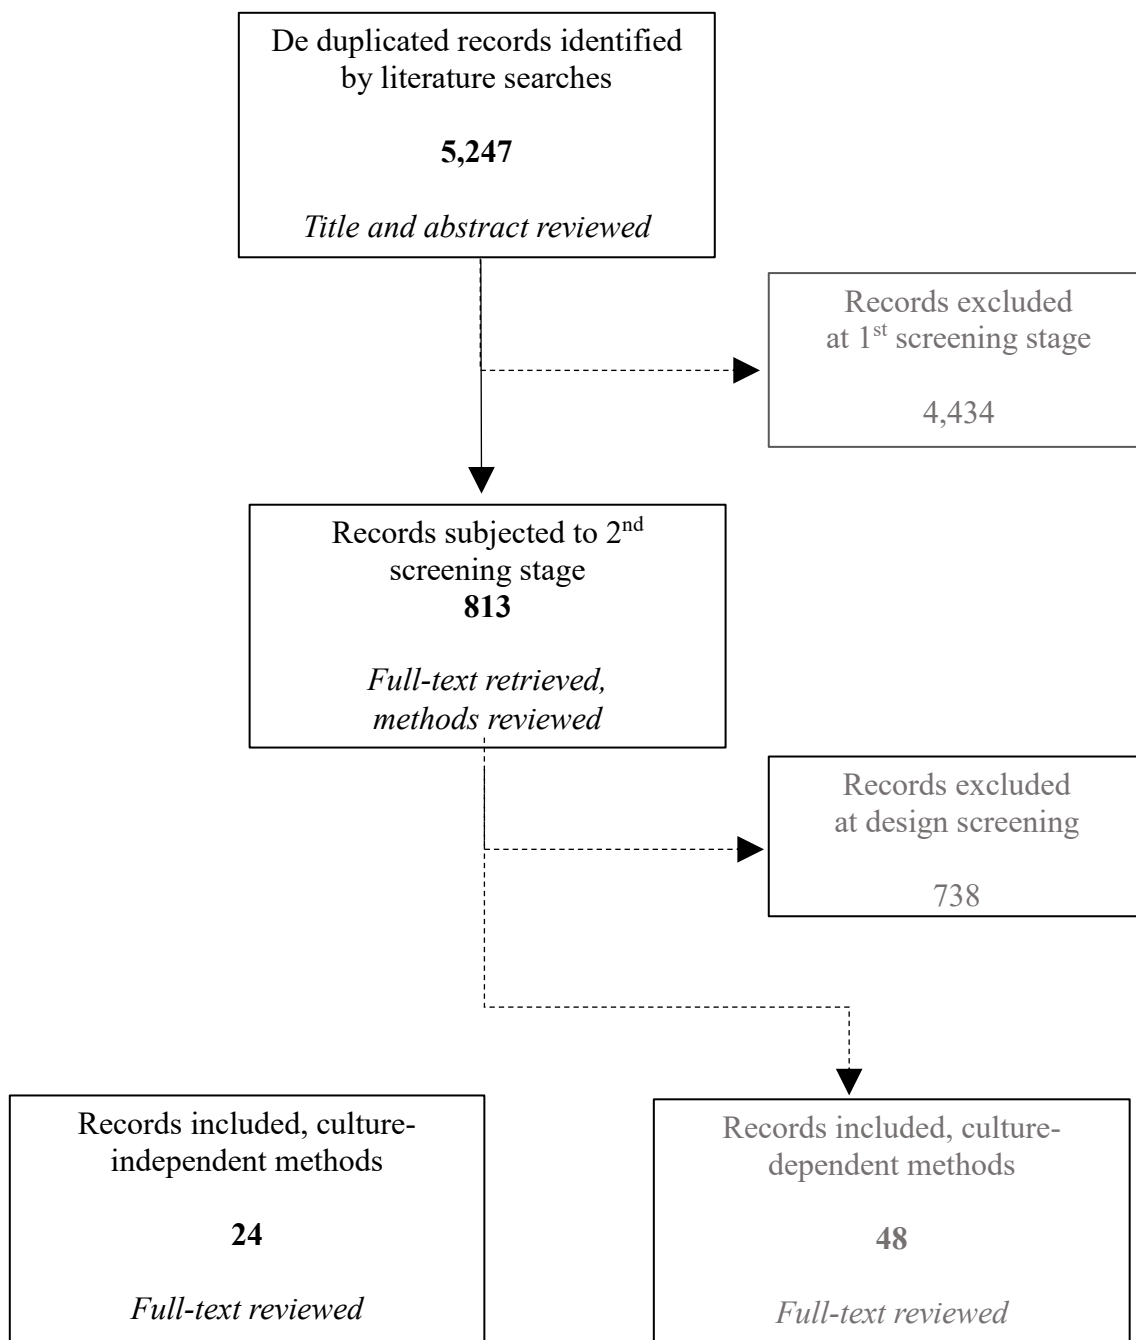 De duplicated records identified
by literature searches
5,247
Title and abstract reviewed
Records excluded
at 1st screening stage
4,434
Records subjected to 2nd
screening stage
813
Full-text retrieved,
methods reviewed
Records excluded
at design screening
738
Records included, culture-
independent methods
24
Full-text reviewed
Records included, culture-
dependent methods
48
Full-text reviewed